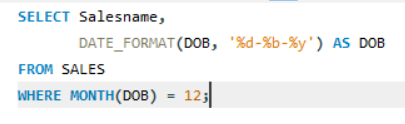 SELECT Salesname,
DATE_FORMAT(DOB, '%d-%b-%y') AS DOB
FROM SALES
WHERE MONTH(DOB) = 12;